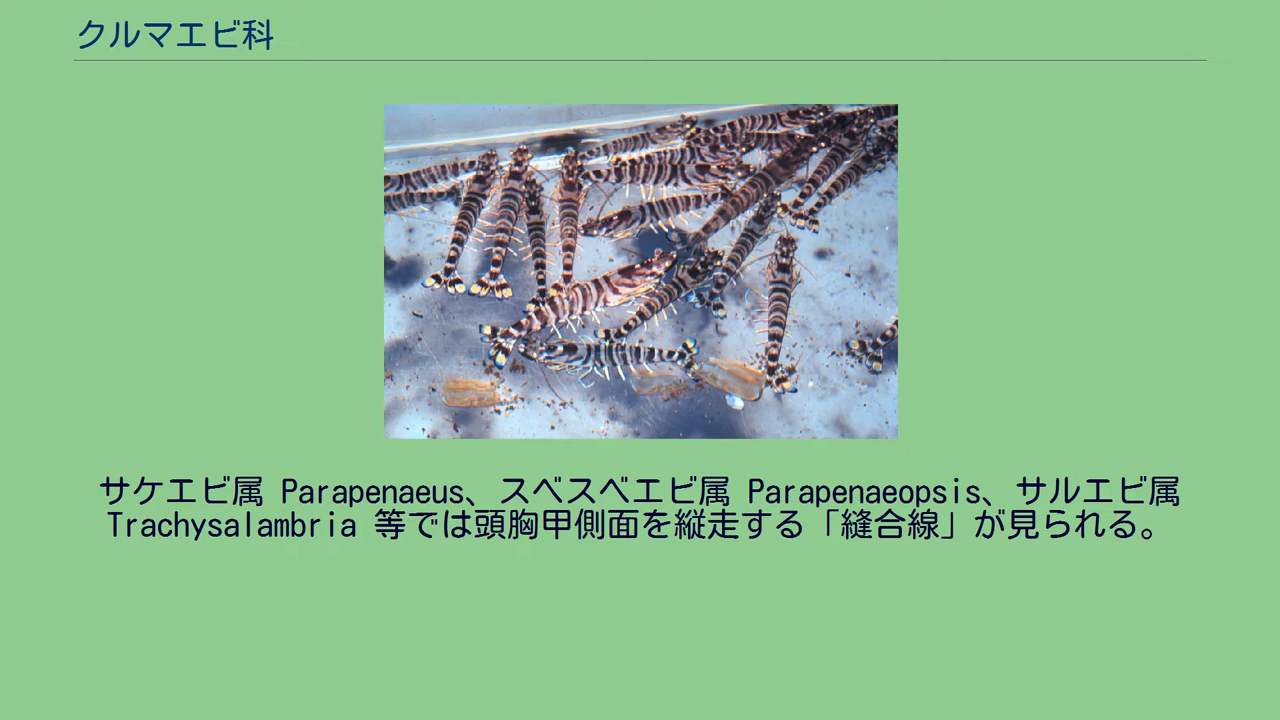 クルマエビ科
サケエビ属 Parapenaeus、スベスベエビ属 Parapenaeopsis、サルエビ属
Trachysalambria 等では頭胸甲側面を縦走する「縫合線」が見られる。